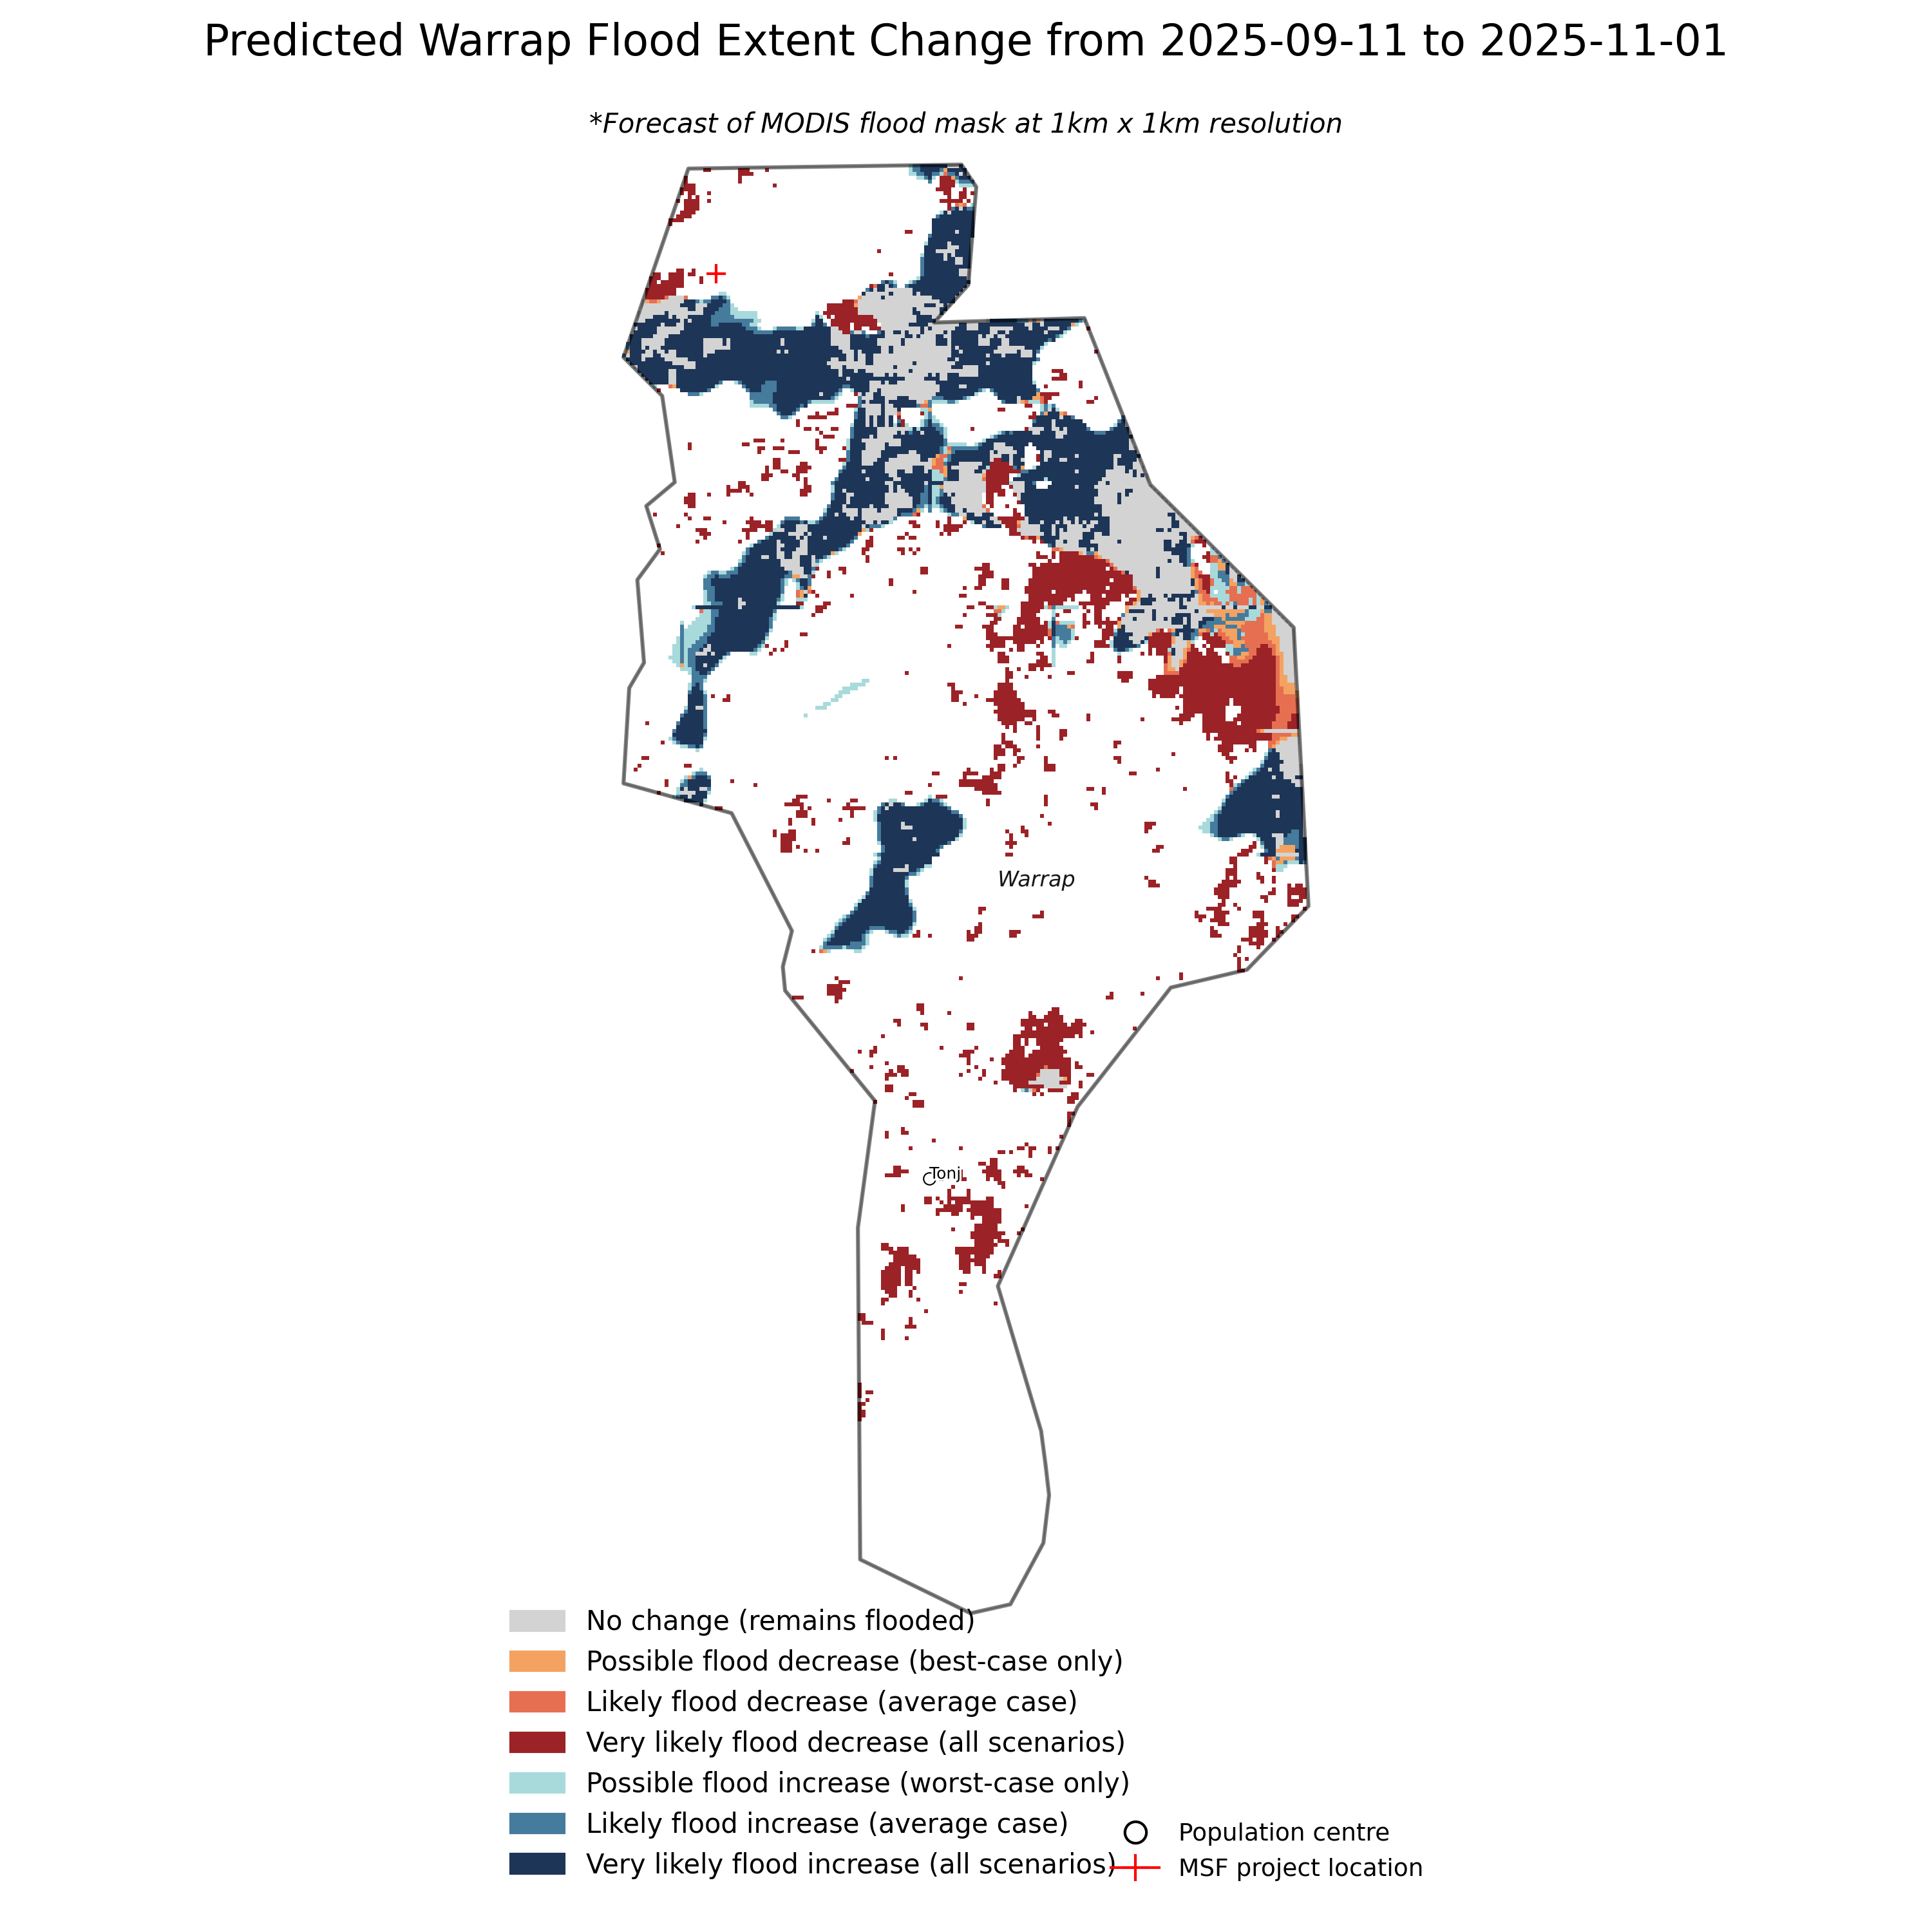 Predicted Warrap Flood Extent Change from 2025-09-11 to 2025-11-01
*Forecast of MODIS flood mask at 1km x 1km resolution
Warrap
Tonj
No change (remains flooded)
Possible flood decrease (best-case only)
Likely flood decrease (average case)
Very likely flood decrease (all scenarios)
Possible flood increase (worst-case only)
Likely flood increase (average case)
Very likely flood increase (all scenarios)
Population centre
MSF project location